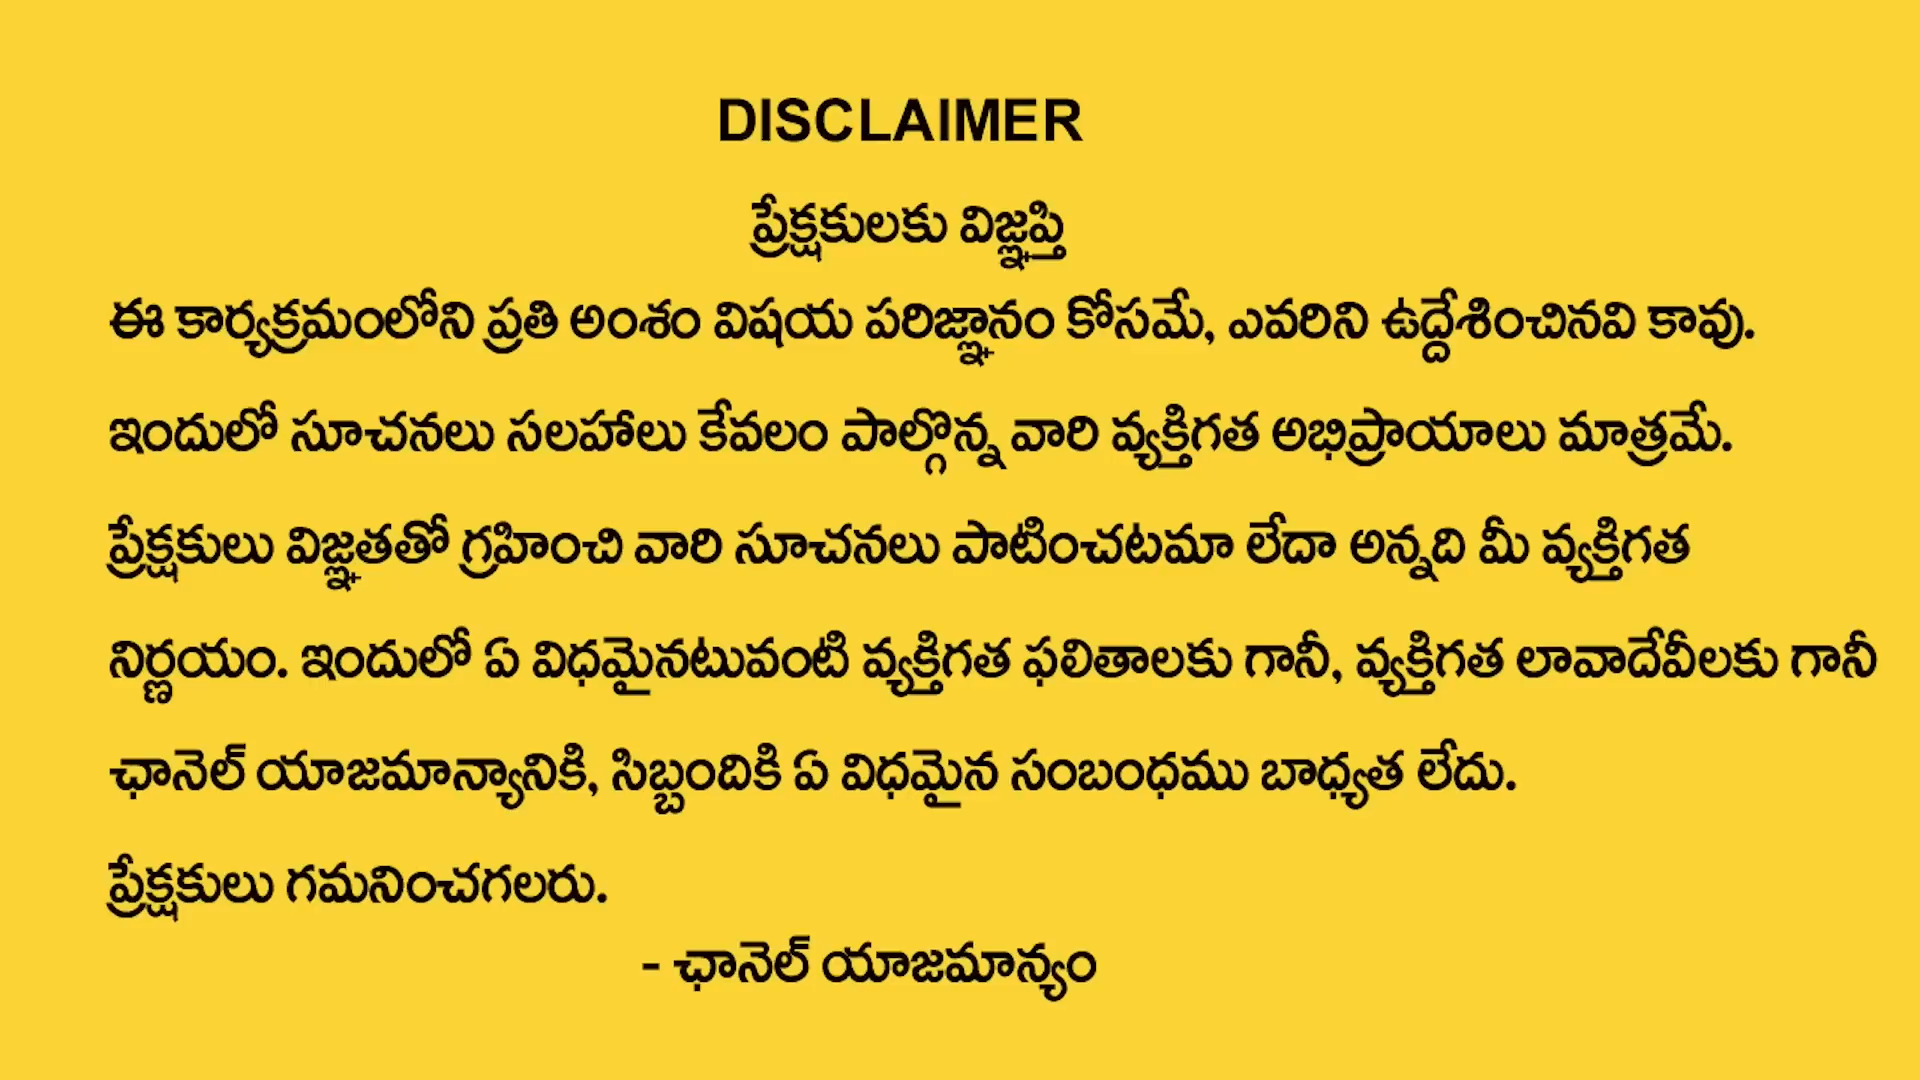 DISCLAIMER
ప్రేక్షకులకు విజ్ఞప్తి
ఈ కార్యక్రమంలోని ప్రతి అంశం విషయ పరిజ్ఞానం కోసమే, ఎవరిని ఉద్దేశించినవి కావు.
ఇందులో సూచనలు సలహాలు కేవలం పాల్గొన్న వారి వ్యక్తిగత అభిప్రాయాలు మాత్రమే.
ప్రేక్షకులు విజ్ఞతతో గ్రహించి వారి సూచనలు పాటించటమా లేదా అన్నది మీ వ్యక్తిగత
నిర్ణయం. ఇందులో ఏ విధమైనటువంటి వ్యక్తిగత ఫలితాలకు గానీ, వ్యక్తిగత లావాదేవీలకు గానీ
ఛానెల్ యాజమాన్యానికి, సిబ్బందికి ఏ విధమైన సంబంధము బాధ్యత లేదు.
ప్రేక్షకులు గమనించగలరు.
- ఛానెల్ యాజమాన్యం